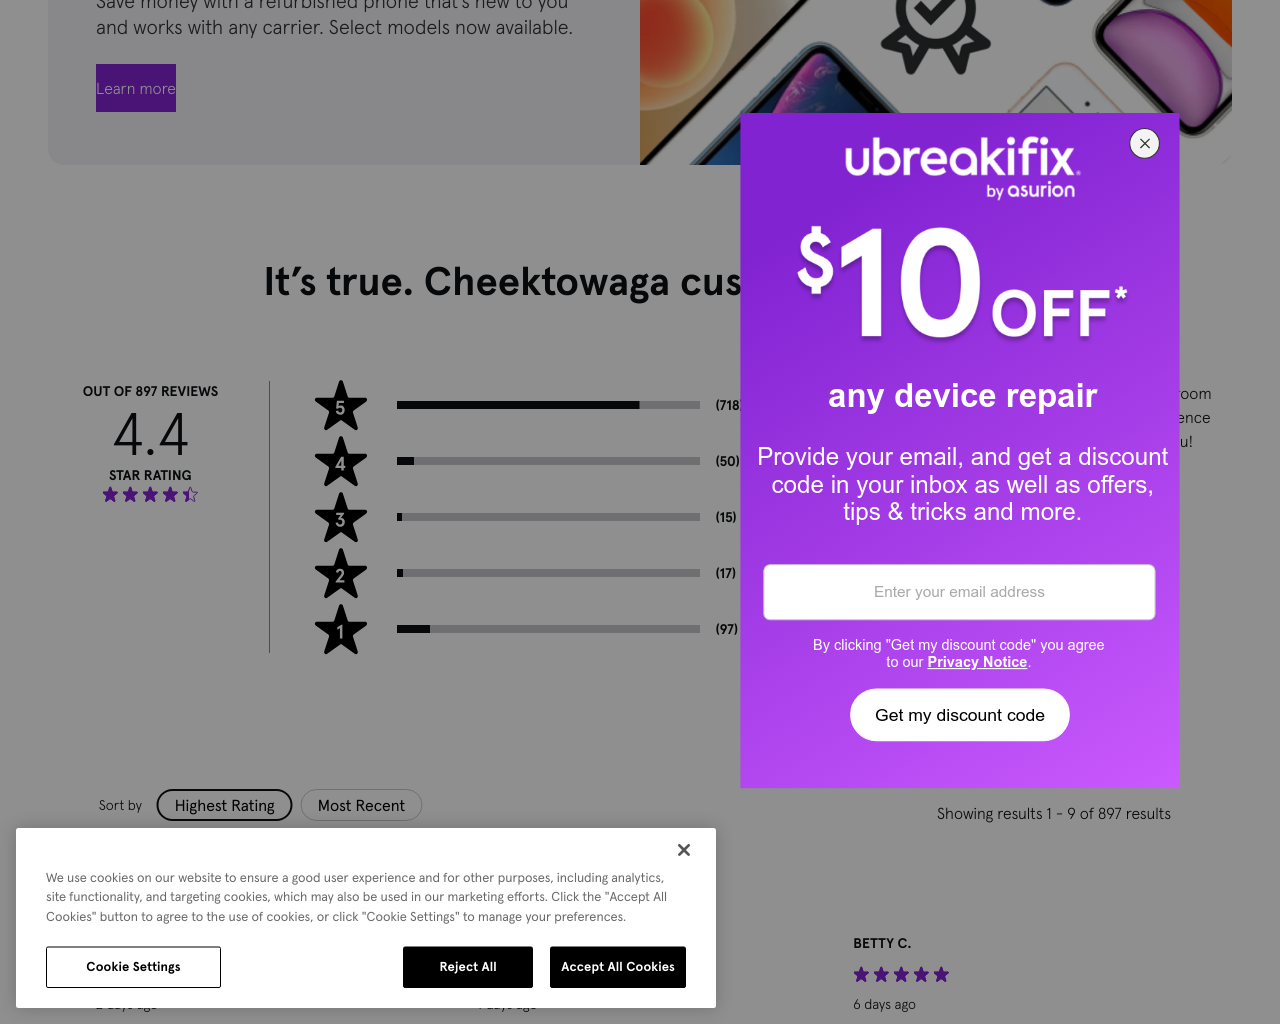 Save money with a refurbished phone that's new to you
and works with any carrier. Select models now available.
Learn more
ubreakifix
by asurion
$10 OFF*
any device repair
Provide your email, and get a discount
code in your inbox as well as offers,
tips & tricks and more.
Enter your email address
By clicking "Get my discount code" you agree
to our Privacy Notice.
Get my discount code
It’s true. Cheektowaga cus
OUT OF 897 REVIEWS
4.4
STAR RATING
5
(718
4
(50)
3
(15)
2
(17)
1
(97)
u!
Sort by
Highest Rating
Most Recent
Showing results 1 - 9 of 897 results
We use cookies on our website to ensure a good user experience and for other purposes, including analytics,
site functionality, and targeting cookies, which may also be used in our marketing efforts. Click the "Accept All
Cookies" button to agree to the use of cookies, or click "Cookie Settings" to manage your preferences.
Cookie Settings
Reject All
Accept All Cookies
BETTY C.
6 days ago